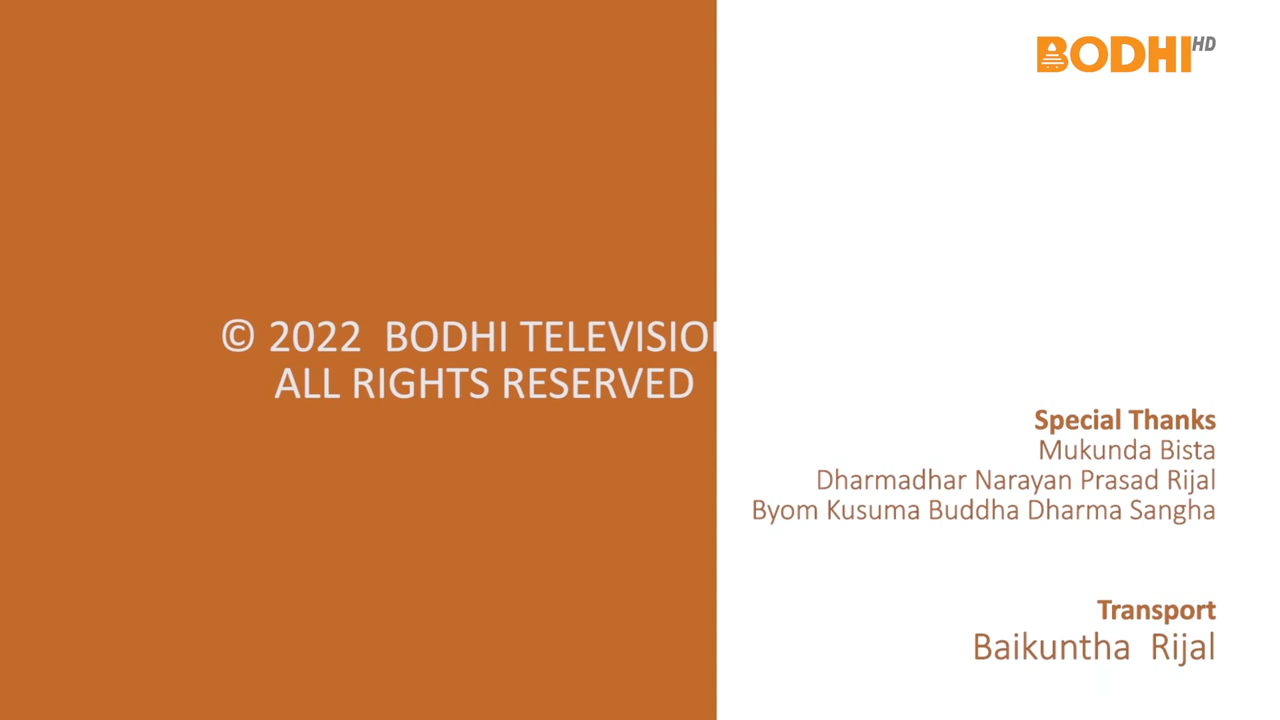 BODHI HD
© 2022 BODHI TELEVISIO
ALL RIGHTS RESERVED
Special Thanks
Mukunda Bista
Dharmadhar Narayan Prasad Rijal
Byom Kusuma Buddha Dharma Sangha
Transport
Baikuntha Rijal